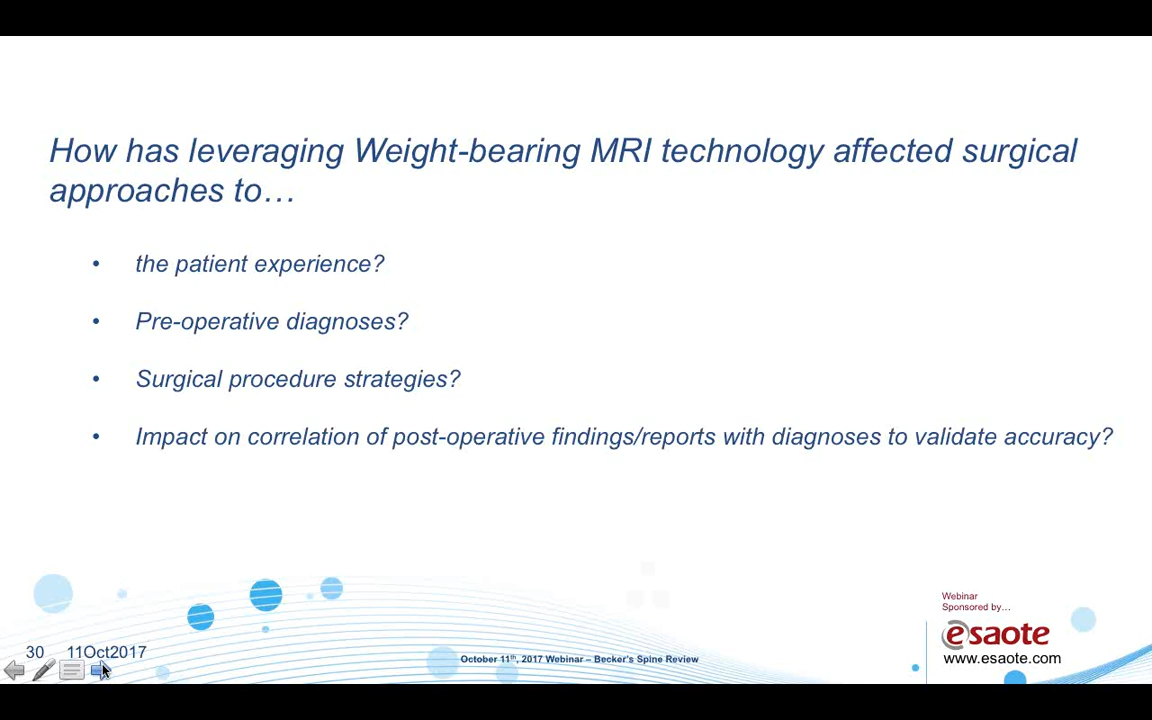 How has leveraging Weight-bearing MRI technology affected surgical
approaches to…
• the patient experience?
• Pre-operative diagnoses?
• Surgical procedure strategies?
• Impact on correlation of post-operative findings/reports with diagnoses to validate accuracy?
Webinar
Sponsored by…
esaote
www.esaote.com
30 11Oct2017
October 11th, 2017 Webinar – Becker's Spine Review